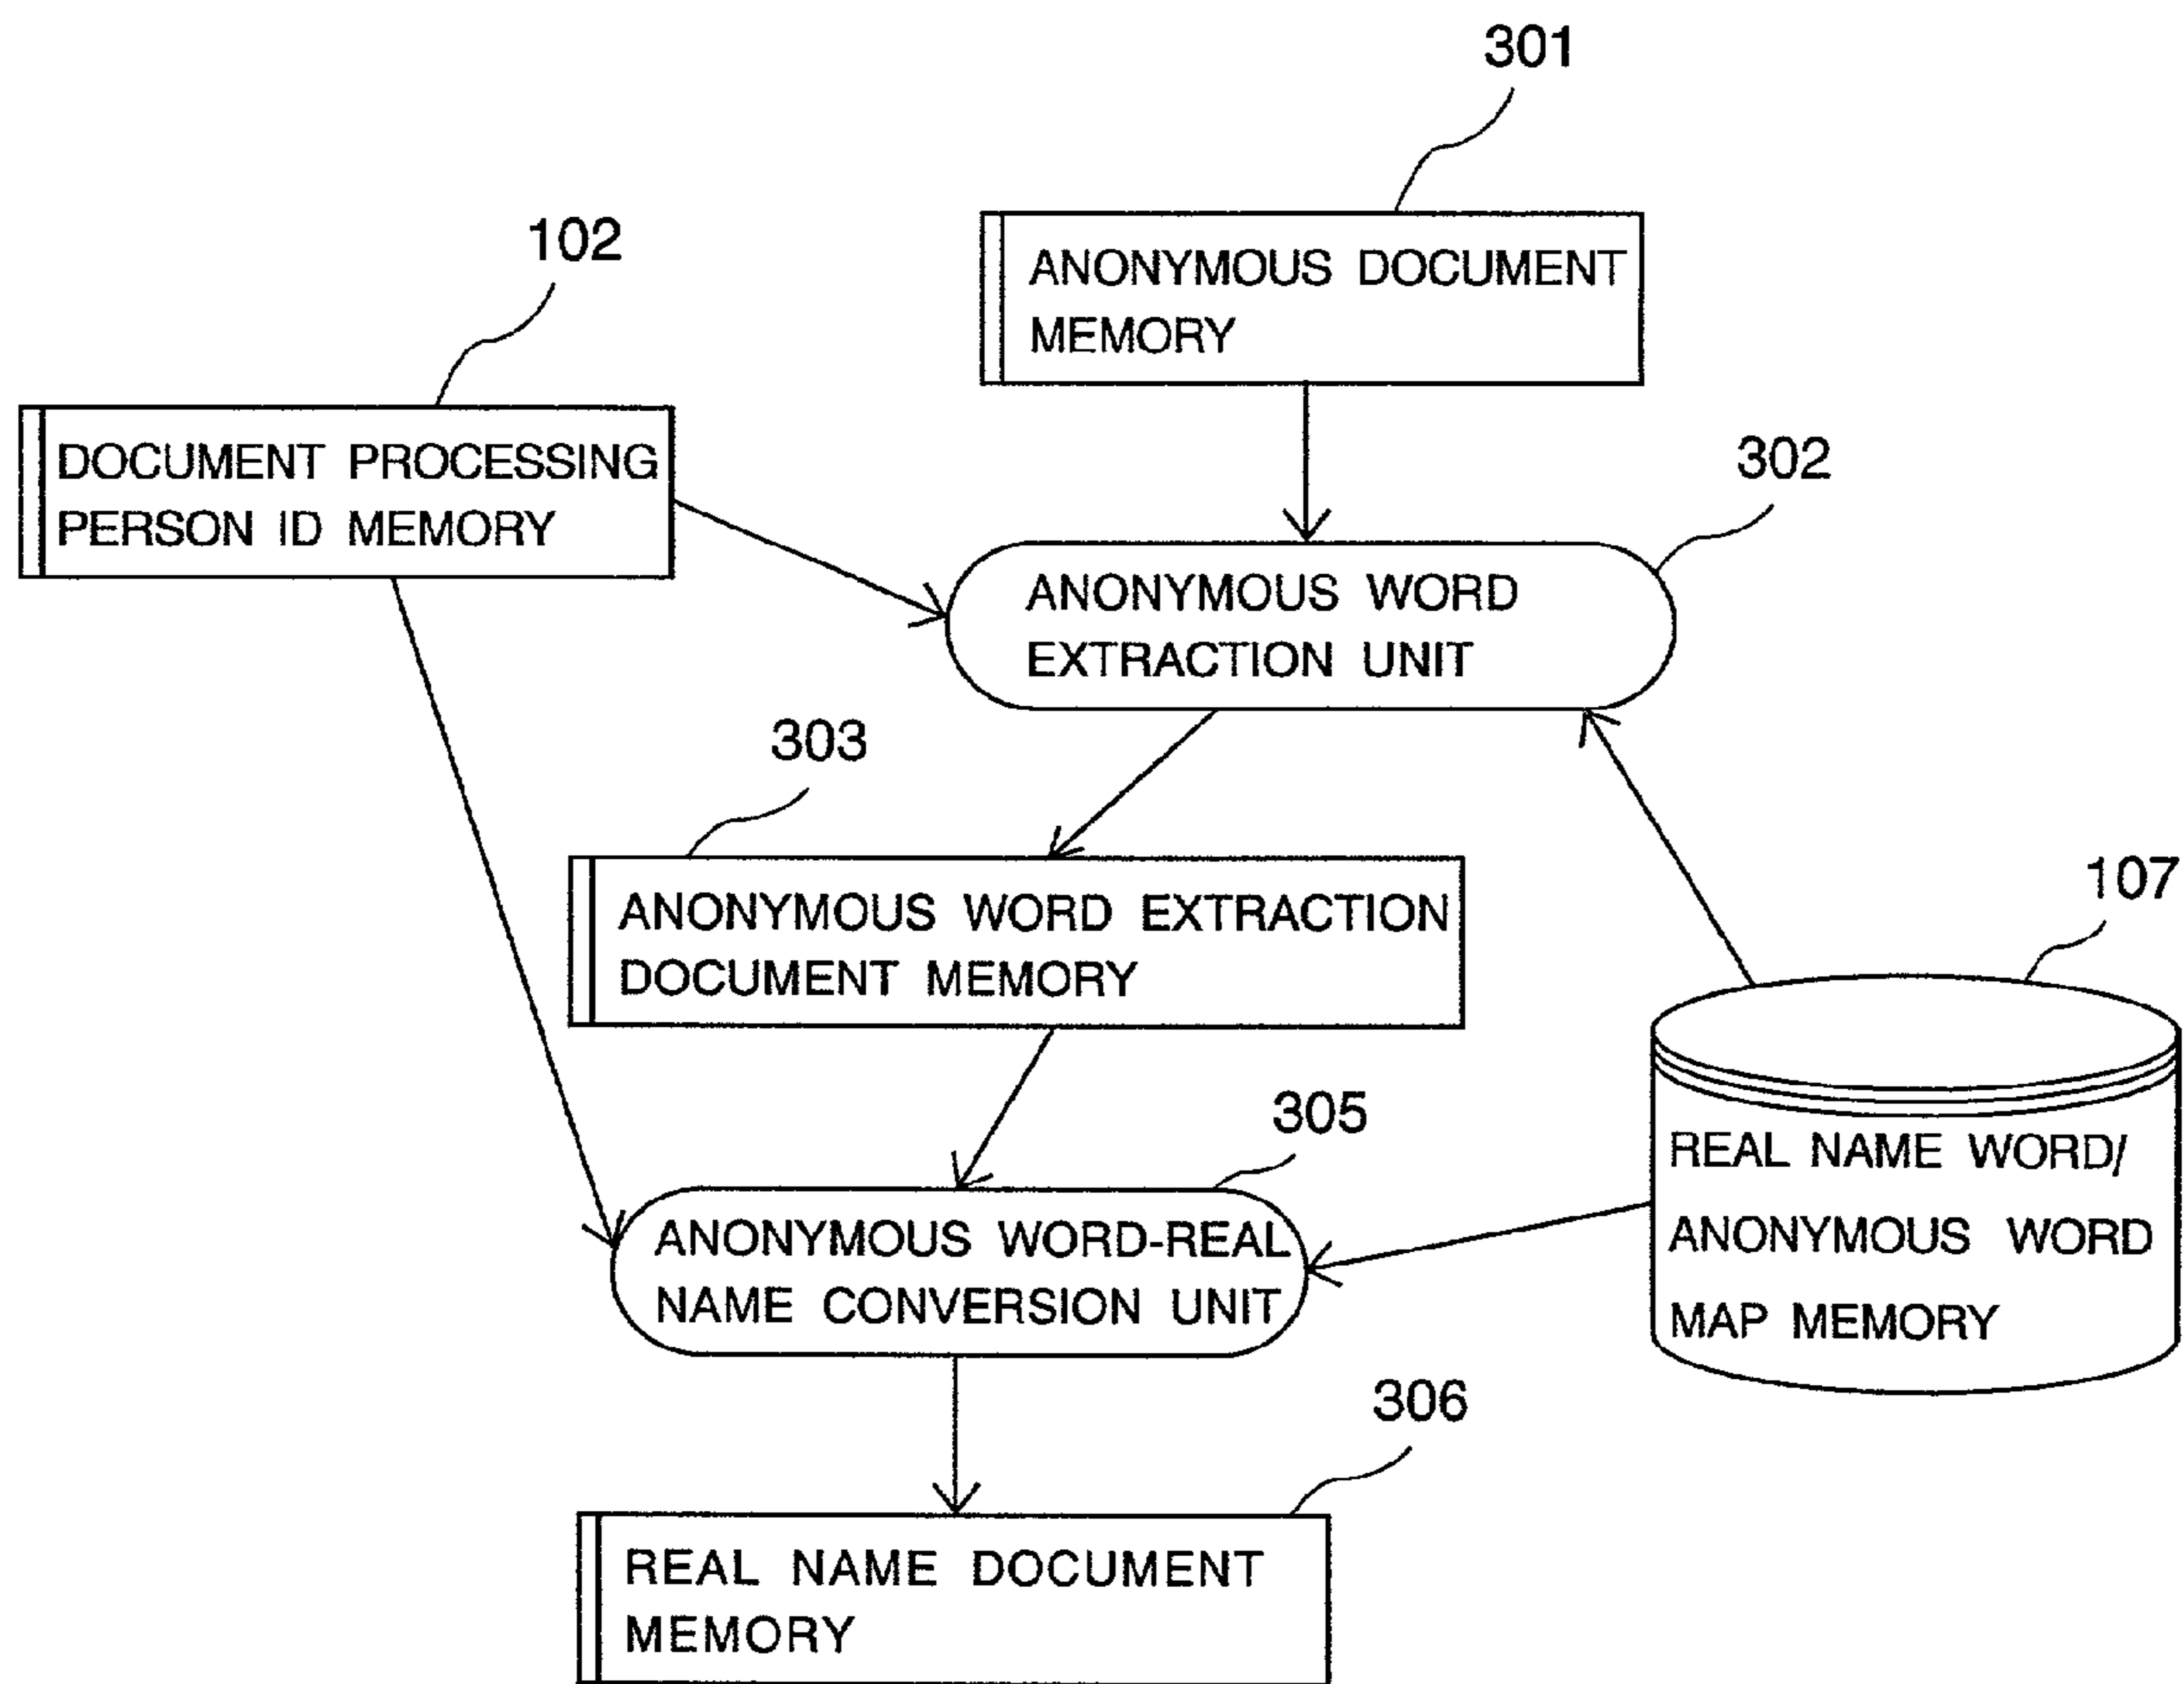 301
102
ANONYMOUS DOCUMENT
MEMORY
DOCUMENT PROCESSING
PERSON ID MEMORY
302
ANONYMOUS WORD
EXTRACTION UNIT
303
ANONYMOUS WORD EXTRACTION
DOCUMENT MEMORY
107
REAL NAME WORD/
ANONYMOUS WORD
MAP MEMORY
305
ANONYMOUS WORD-REAL
NAME CONVERSION UNIT
306
REAL NAME DOCUMENT
MEMORY